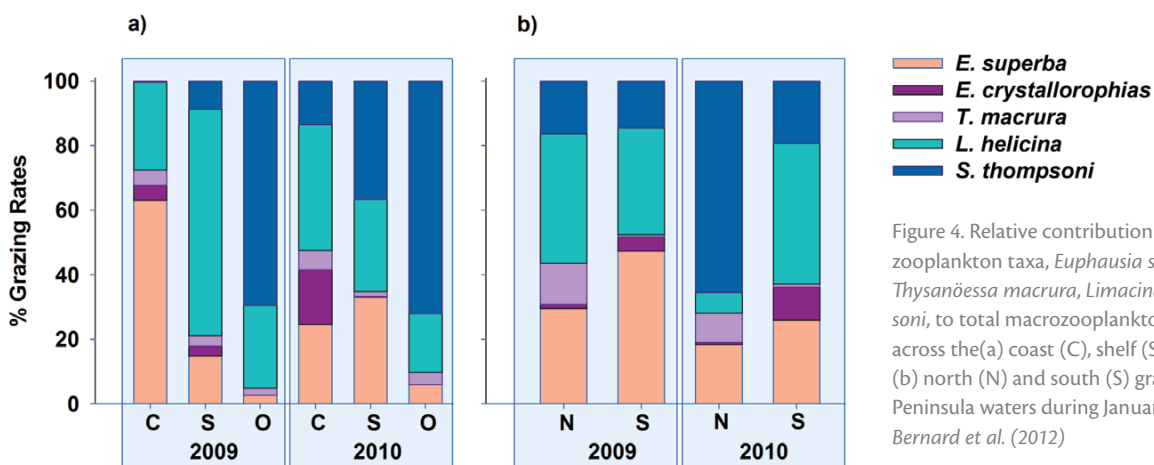 a)
b)
% Grazing Rates
100
80
60
40
20
0
C S O C S O
2009 2010
N S N S
2009 2010
E. superba
E. crystallorophias
T. macrura
L. helicina
S. thompsoni
Figure 4. Relative contribution
zooplankton taxa, Euphausia s
Thysanöessa macrura, Limacina
soni, to total macrozooplankto
across the(a) coast (C), shelf (S
(b) north (N) and south (S) gra
Peninsula waters during Januar
Bernard et al. (2012)